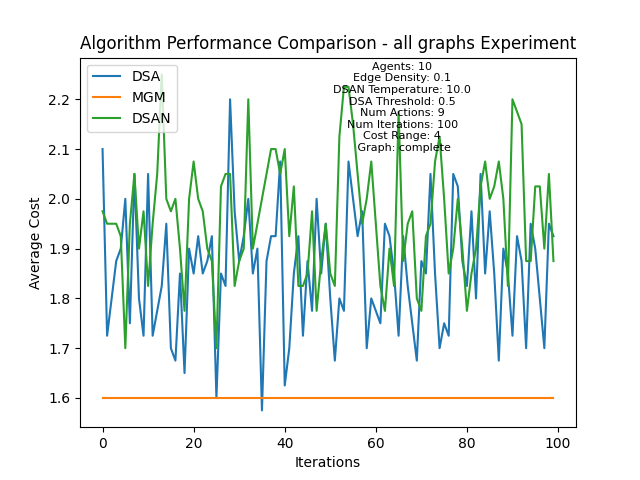 Algorithm Performance Comparison - all graphs Experiment
DSA
MGM
DSAN
Agents: 10
Edge Density: 0.1
DSAN Temperature: 10.0
DSA Threshold: 0.5
Num Actions: 9
Num Iterations: 100
Cost Range: 4
Graph: complete
Average Cost
2.2
2.1
2.0
1.9
1.8
1.7
1.6
0 20 40 60 80 100
Iterations